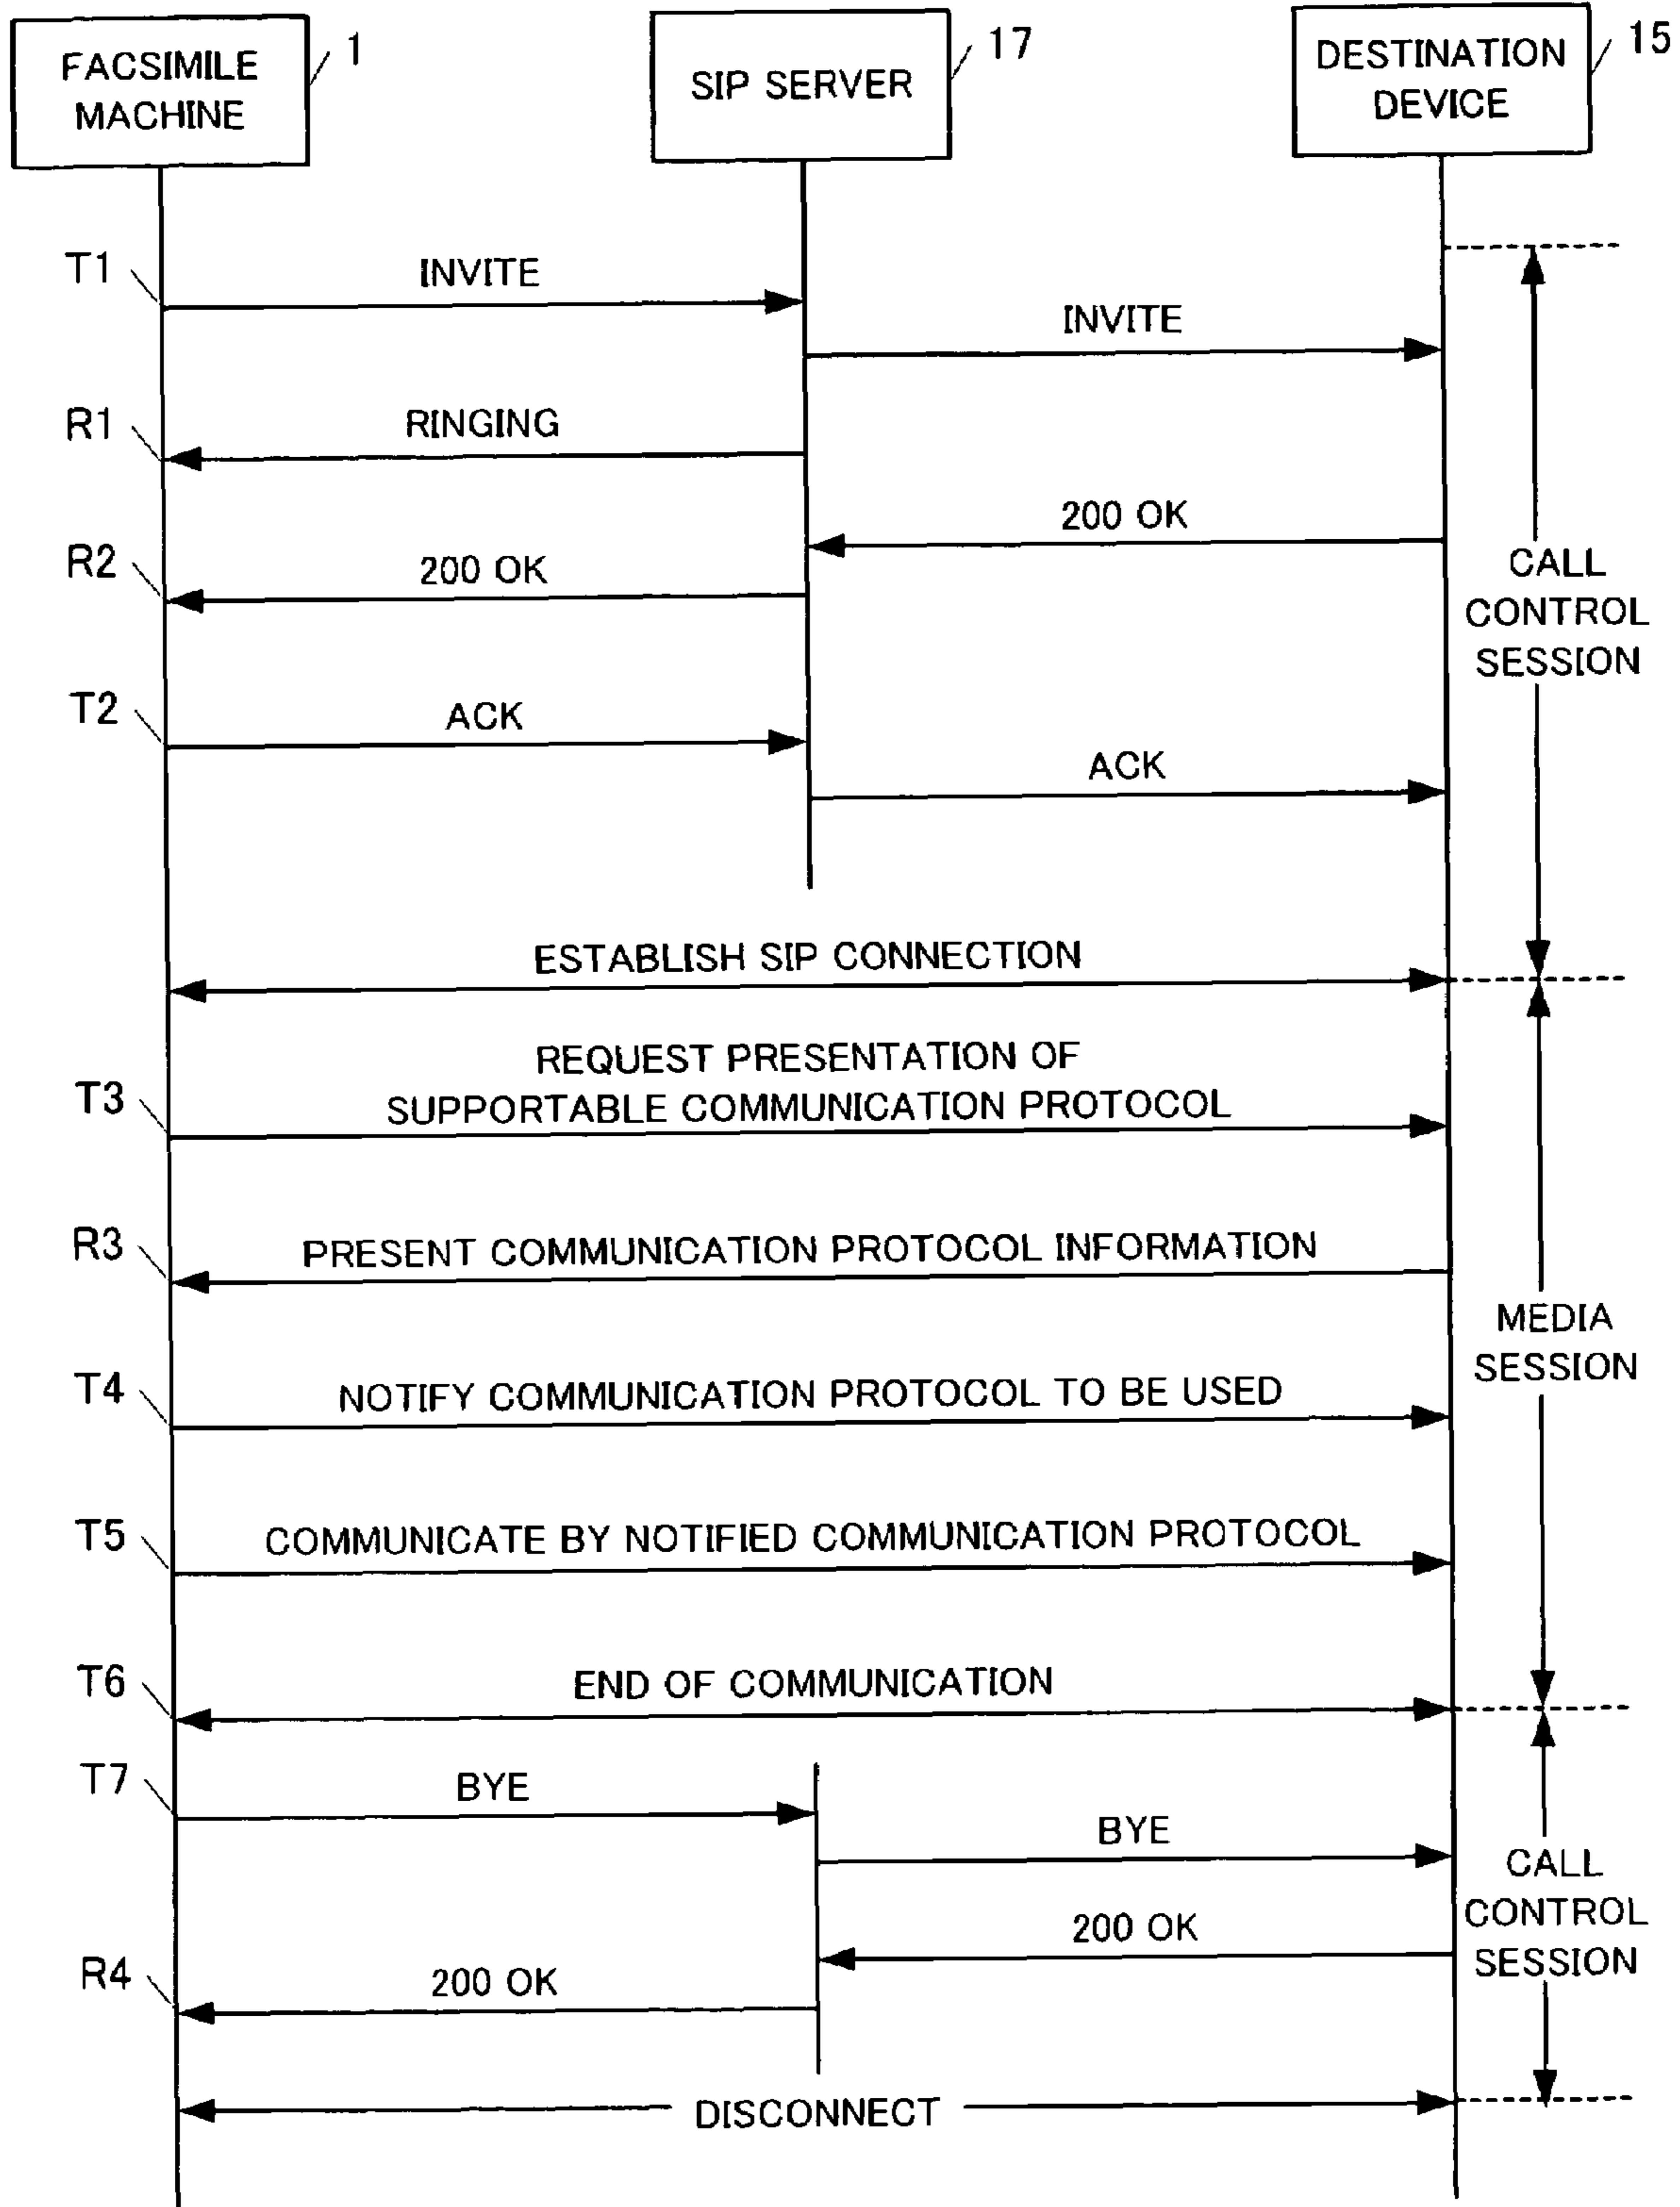 FACSIMILE
MACHINE
1
SIP SERVER
17
DESTINATION
DEVICE
15
T1
INVITE
INVITE
R1
RINGING
200 OK
R2
200 OK
CALL
CONTROL
SESSION
T2
ACK
ACK
ESTABLISH SIP CONNECTION
REQUEST PRESENTATION OF
SUPPORTABLE COMMUNICATION PROTOCOL
T3
R3
PRESENT COMMUNICATION PROTOCOL INFORMATION
MEDIA
SESSION
T4
NOTIFY COMMUNICATION PROTOCOL TO BE USED
T5
COMMUNICATE BY NOTIFIED COMMUNICATION PROTOCOL
T6
END OF COMMUNICATION
T7
BYE
BYE
CALL
CONTROL
SESSION
200 OK
R4
200 OK
DISCONNECT